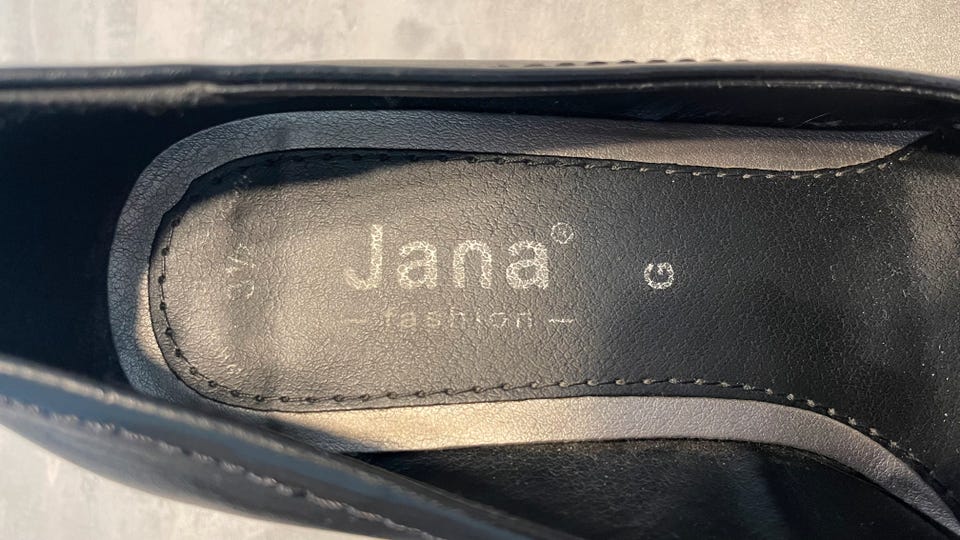 Jana®
– fashion –
G